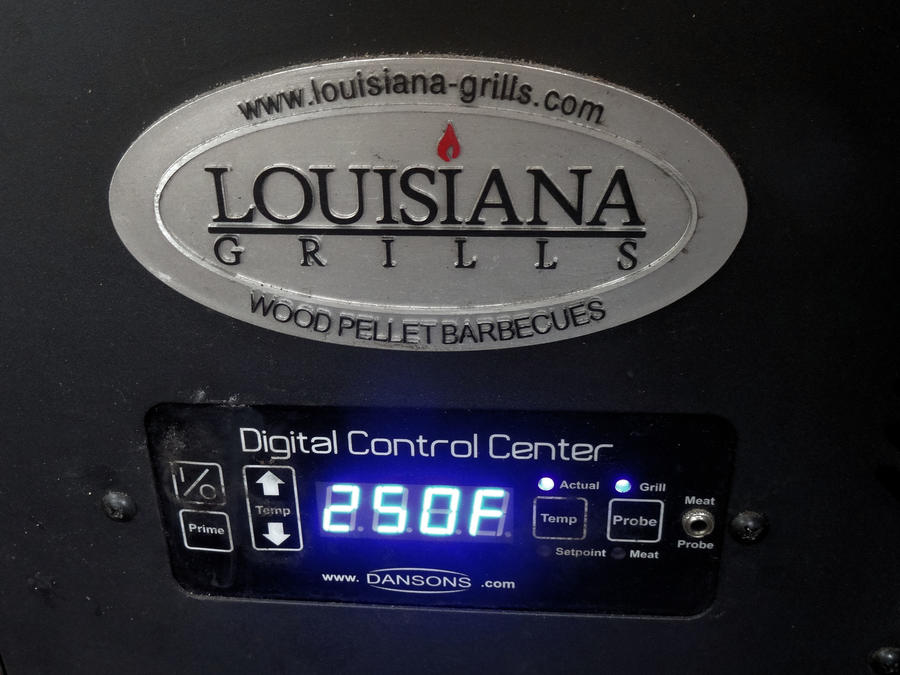 www.louisiana-grills.com
LOUISIANA
GRILLS
WOOD PELLET BARBECUES
Digital Control Center
I/O
Prime
Temp
250F
Actual
Temp
Setpoint
Grill
Probe
Meat
Meat
Probe
www. DANSONS .com